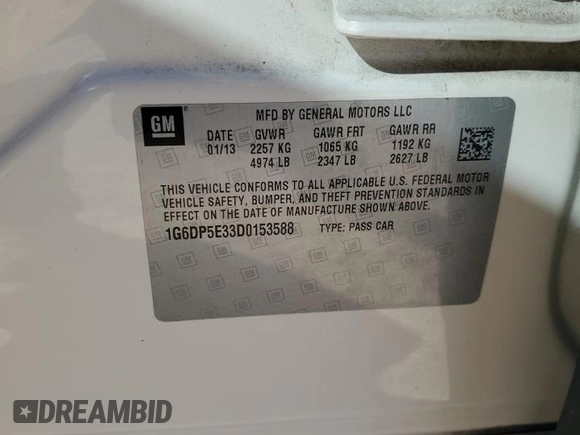 GM
MFD BY GENERAL MOTORS LLC
DATE GVWR GAWR FRT GAWR RR
01/13 2257 KG 1065 KG 1192 KG
4974 LB 2347 LB 2627 LB
THIS VEHICLE CONFORMS TO ALL APPLICABLE U.S. FEDERAL MOTOR
VEHICLE SAFETY, BUMPER, AND THEFT PREVENTION STANDARDS IN
EFFECT ON THE DATE OF MANUFACTURE SHOWN ABOVE.
1G6DP5E33D0153588 TYPE: PASS CAR
DREAMBID